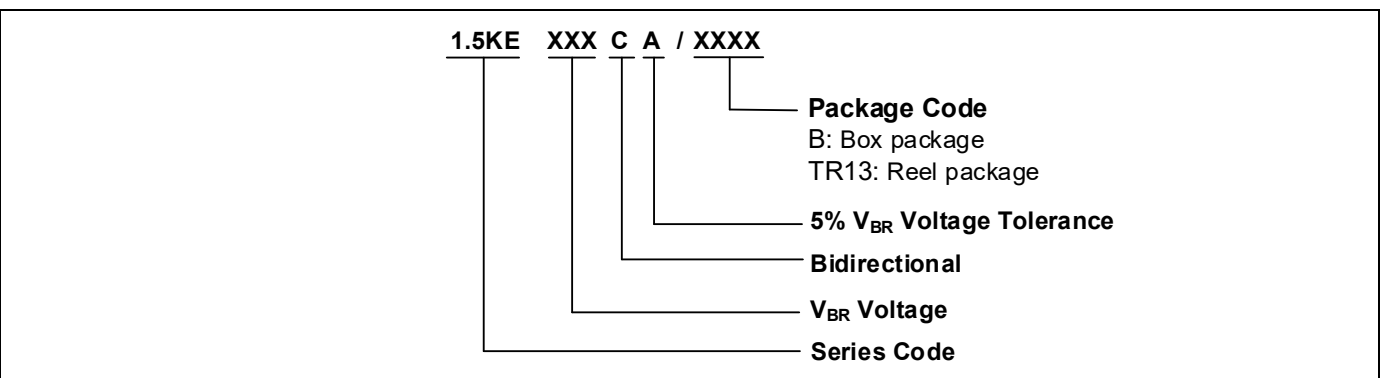 1.5KE XXX C A / XXXX
Package Code
B: Box package
TR13: Reel package
5% VBR Voltage Tolerance
Bidirectional
VBR Voltage
Series Code